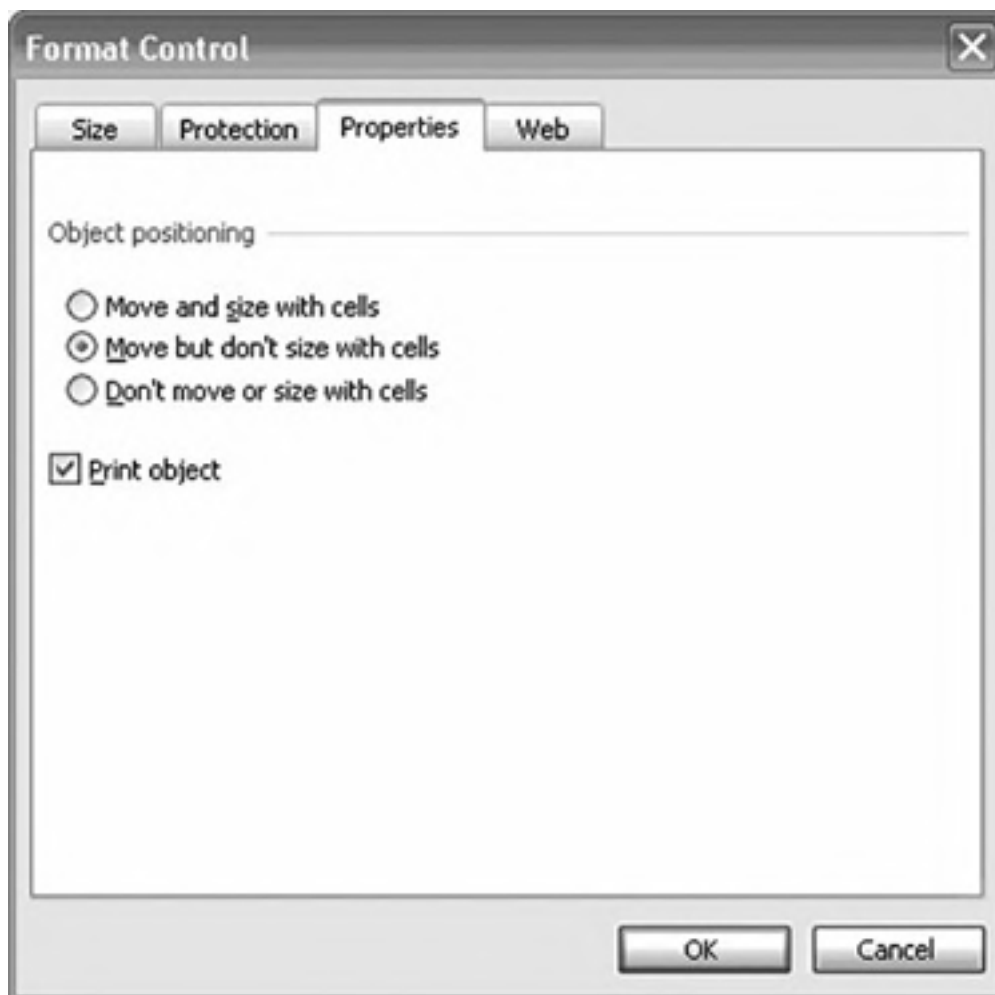 Format Control
Size Protection Properties Web
Object positioning
Move and size with cells
Move but don't size with cells
Don't move or size with cells
Print object
OK Cancel